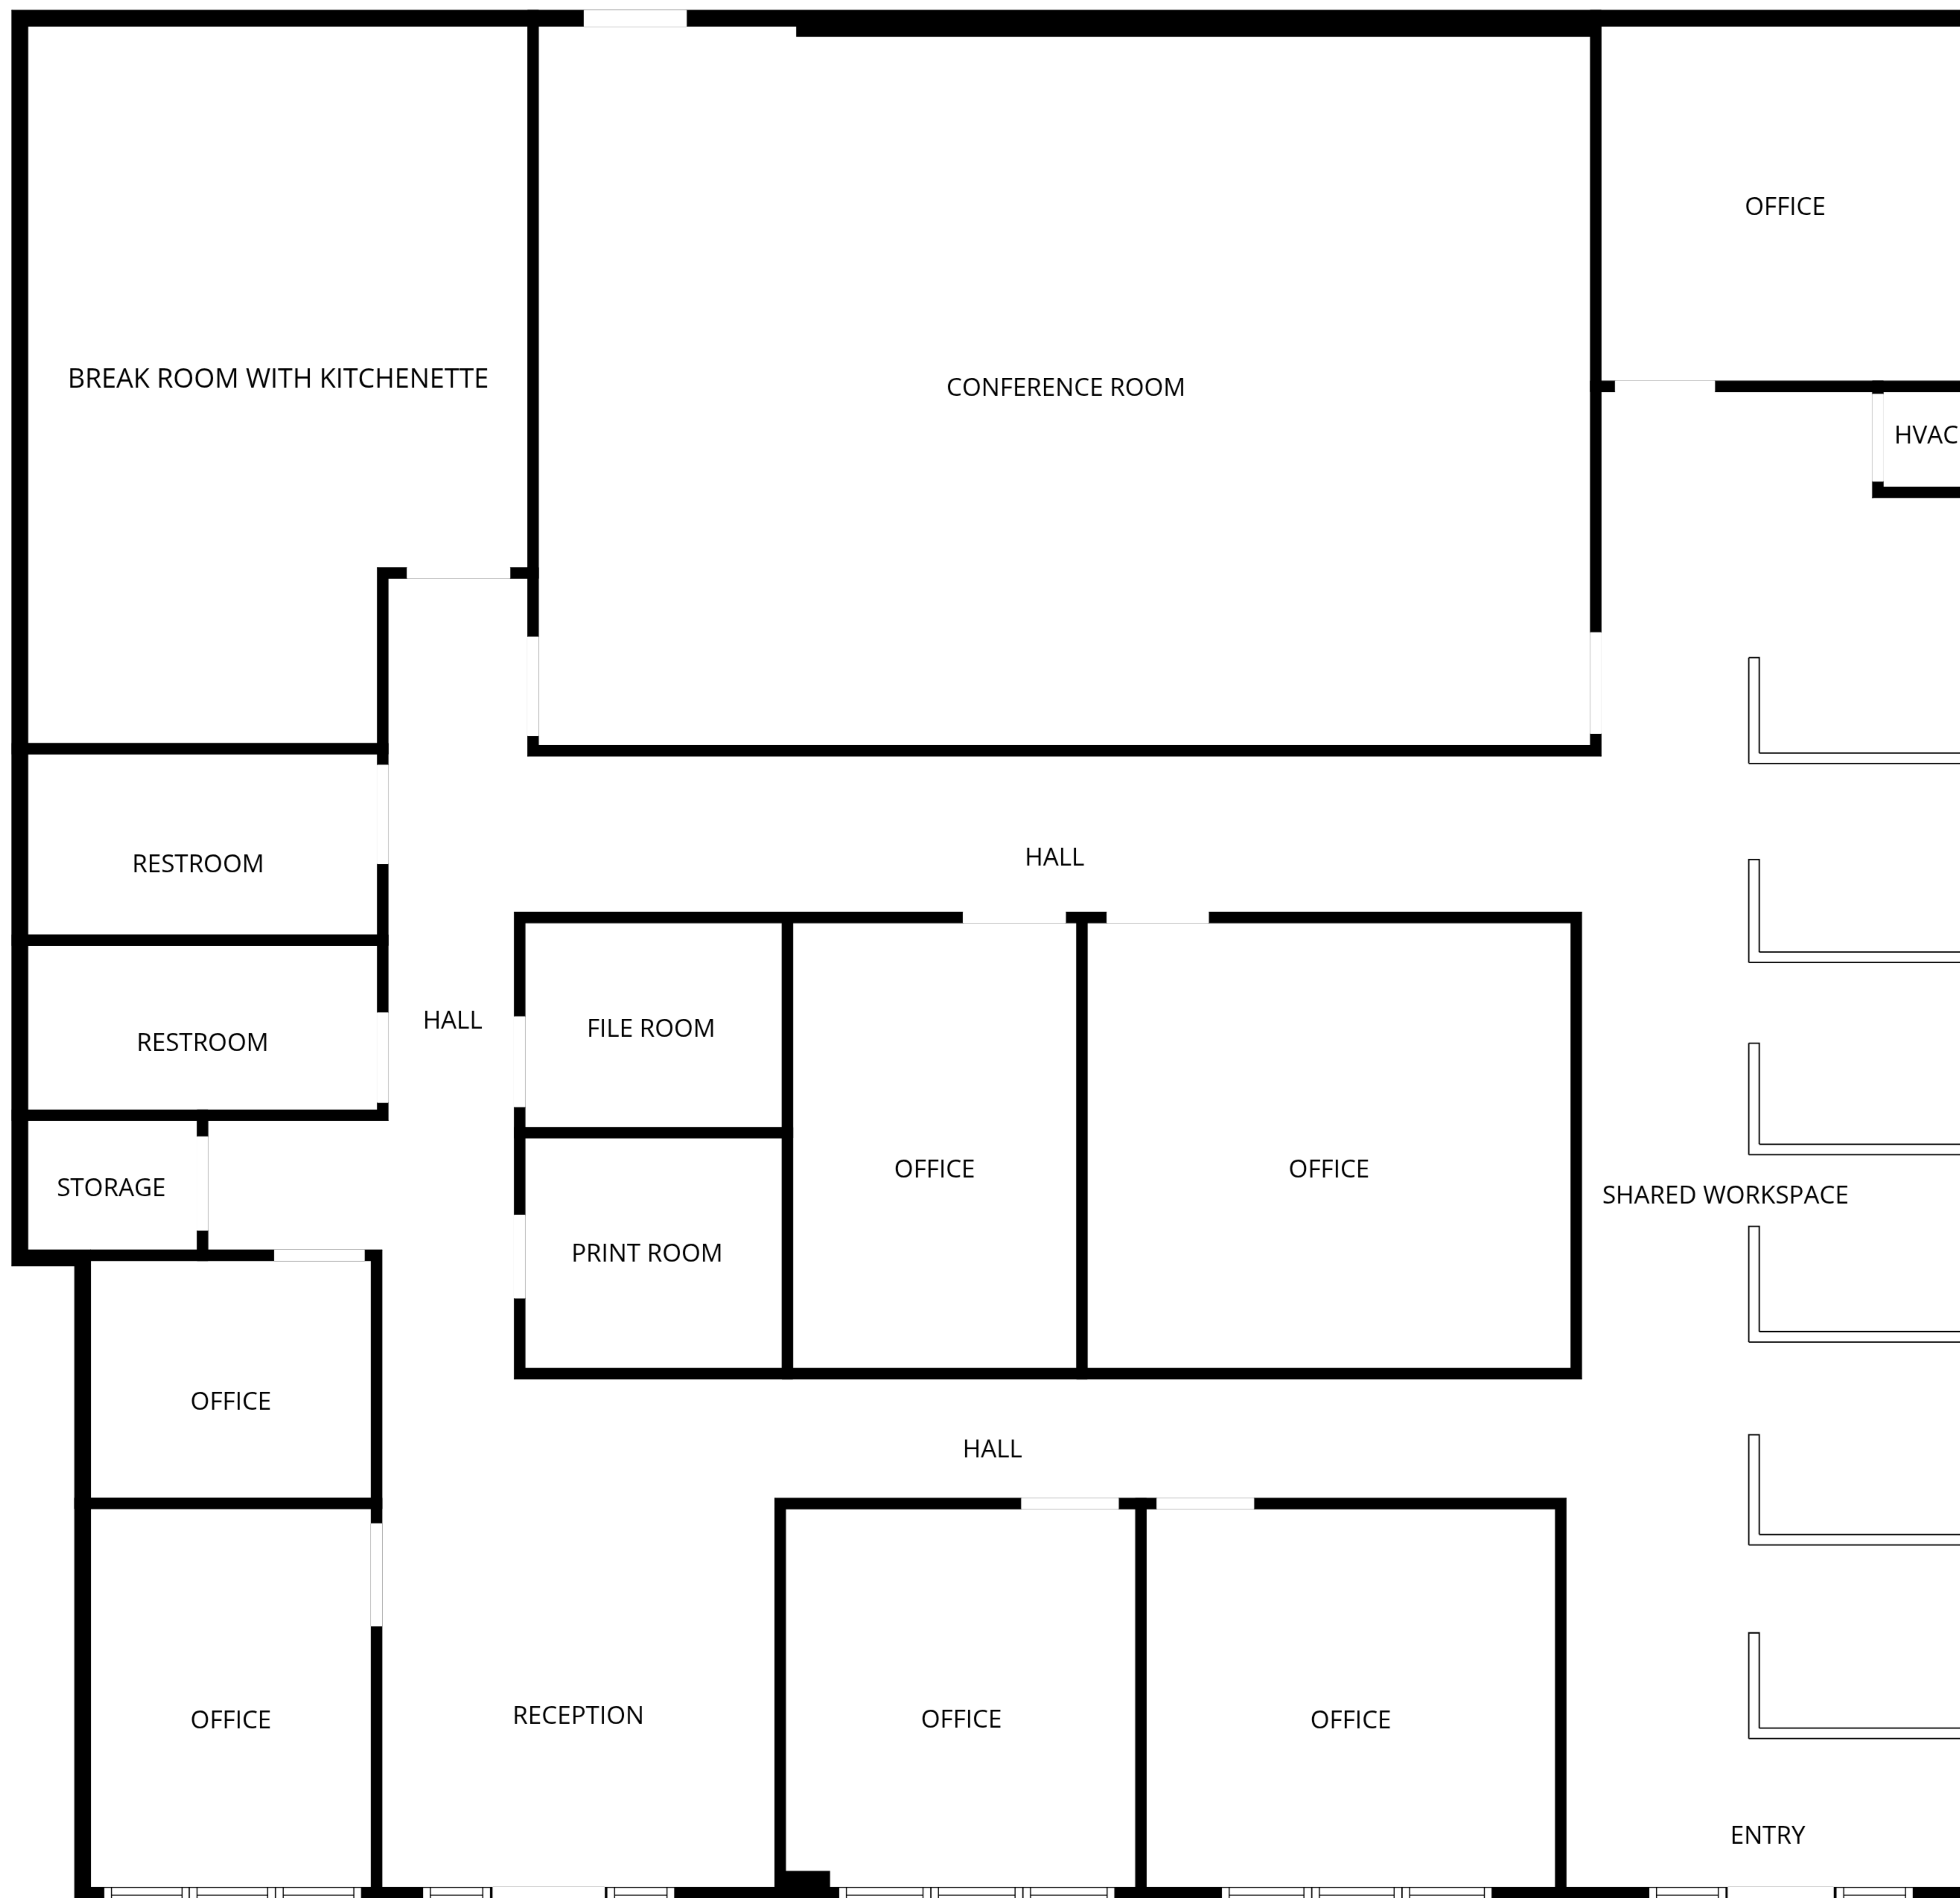 OFFICE
BREAK ROOM WITH KITCHENETTE
CONFERENCE ROOM
HVAC
HALL
RESTROOM
HALL
FILE ROOM
RESTROOM
OFFICE
OFFICE
STORAGE
SHARED WORKSPACE
PRINT ROOM
OFFICE
HALL
RECEPTION
OFFICE
OFFICE
OFFICE
ENTRY